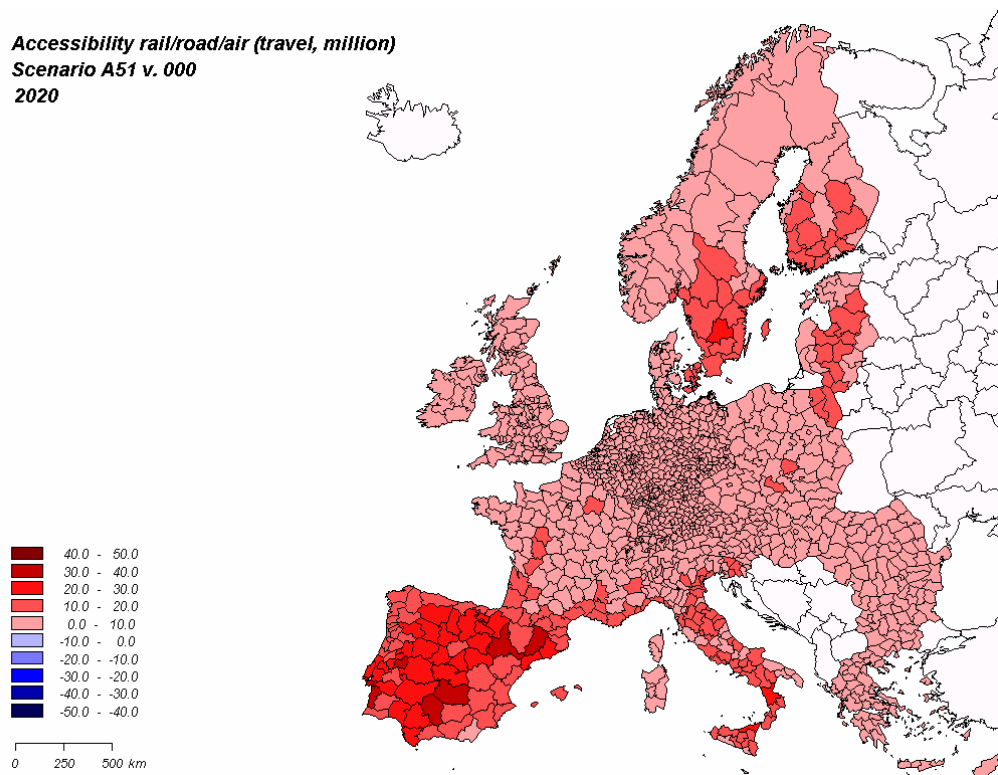 Accessibility rail/road/air (travel, million)
Scenario A51 v. 000
2020
40.0 - 50.0
30.0 - 40.0
20.0 - 30.0
10.0 - 20.0
0.0 - 10.0
-10.0 - 0.0
-20.0 - -10.0
-30.0 - -20.0
-40.0 - -30.0
-50.0 - -40.0
0 250 500 km